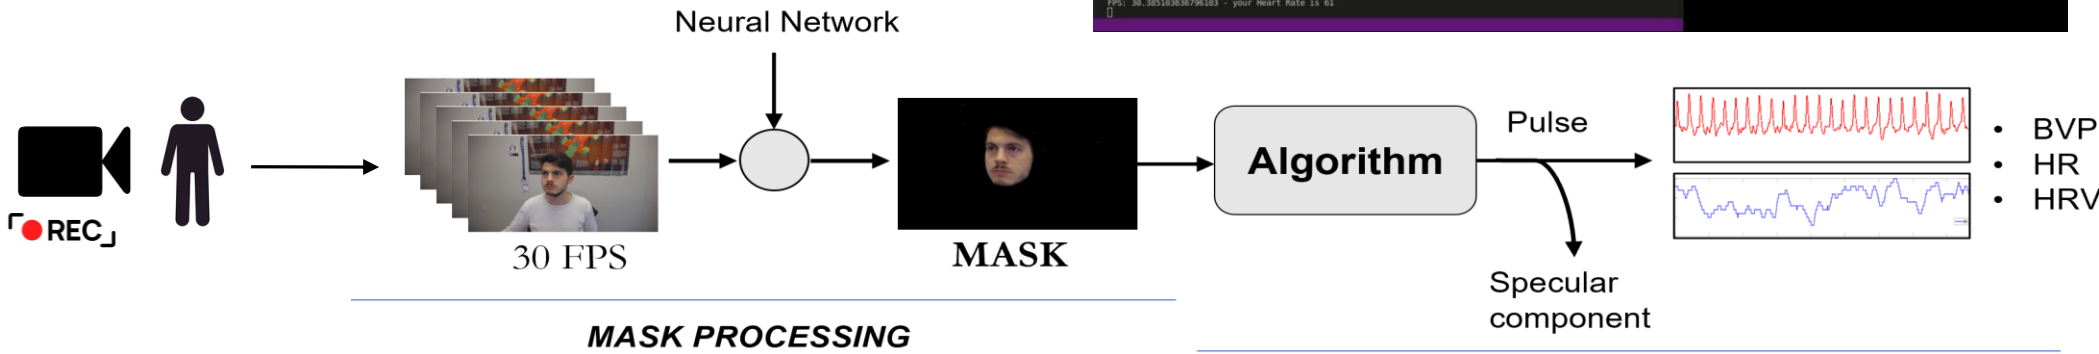 FPS: 30.385103636796103 - your Heart Rate is 61
Neural Network
REC
30 FPS
MASK
Algorithm
Pulse
Specular
component
• BVP
• HR
• HRV
MASK PROCESSING